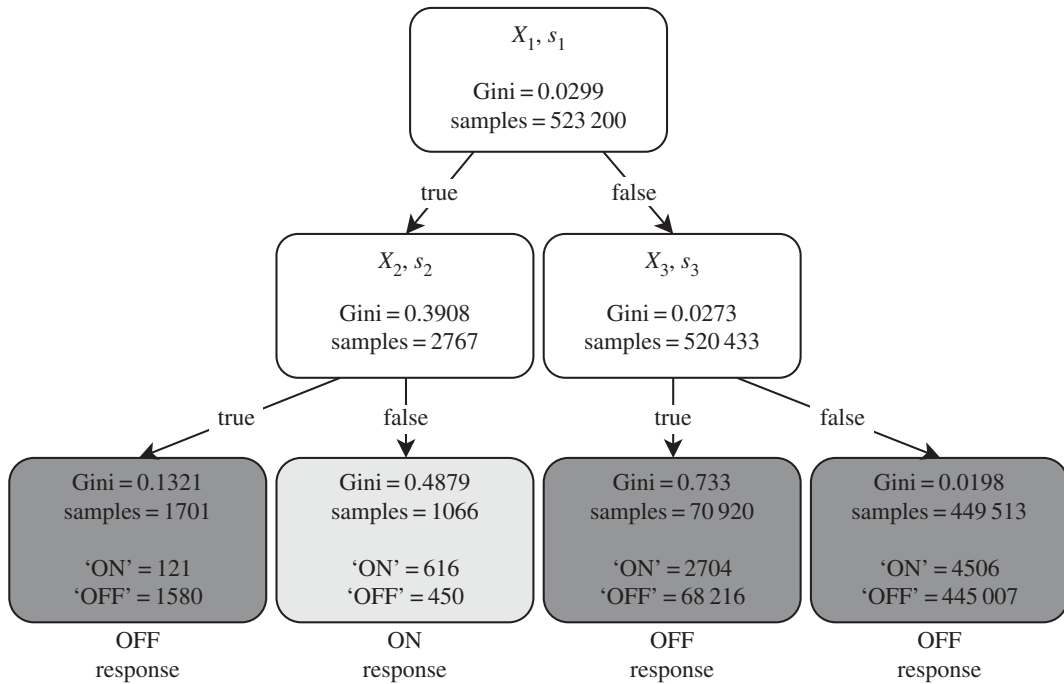 X1, s1
Gini = 0.0299
samples = 523 200
true
false
X2, s2
Gini = 0.3908
samples = 2767
X3, s3
Gini = 0.0273
samples = 520 433
true
false
true
false
Gini = 0.1321
samples = 1701
‘ON’ = 121
‘OFF’ = 1580
Gini = 0.4879
samples = 1066
‘ON’ = 616
‘OFF’ = 450
Gini = 0.733
samples = 70 920
‘ON’ = 2704
‘OFF’ = 68 216
Gini = 0.0198
samples = 449 513
‘ON’ = 4506
‘OFF’ = 445 007
OFF
response
ON
response
OFF
response
OFF
response